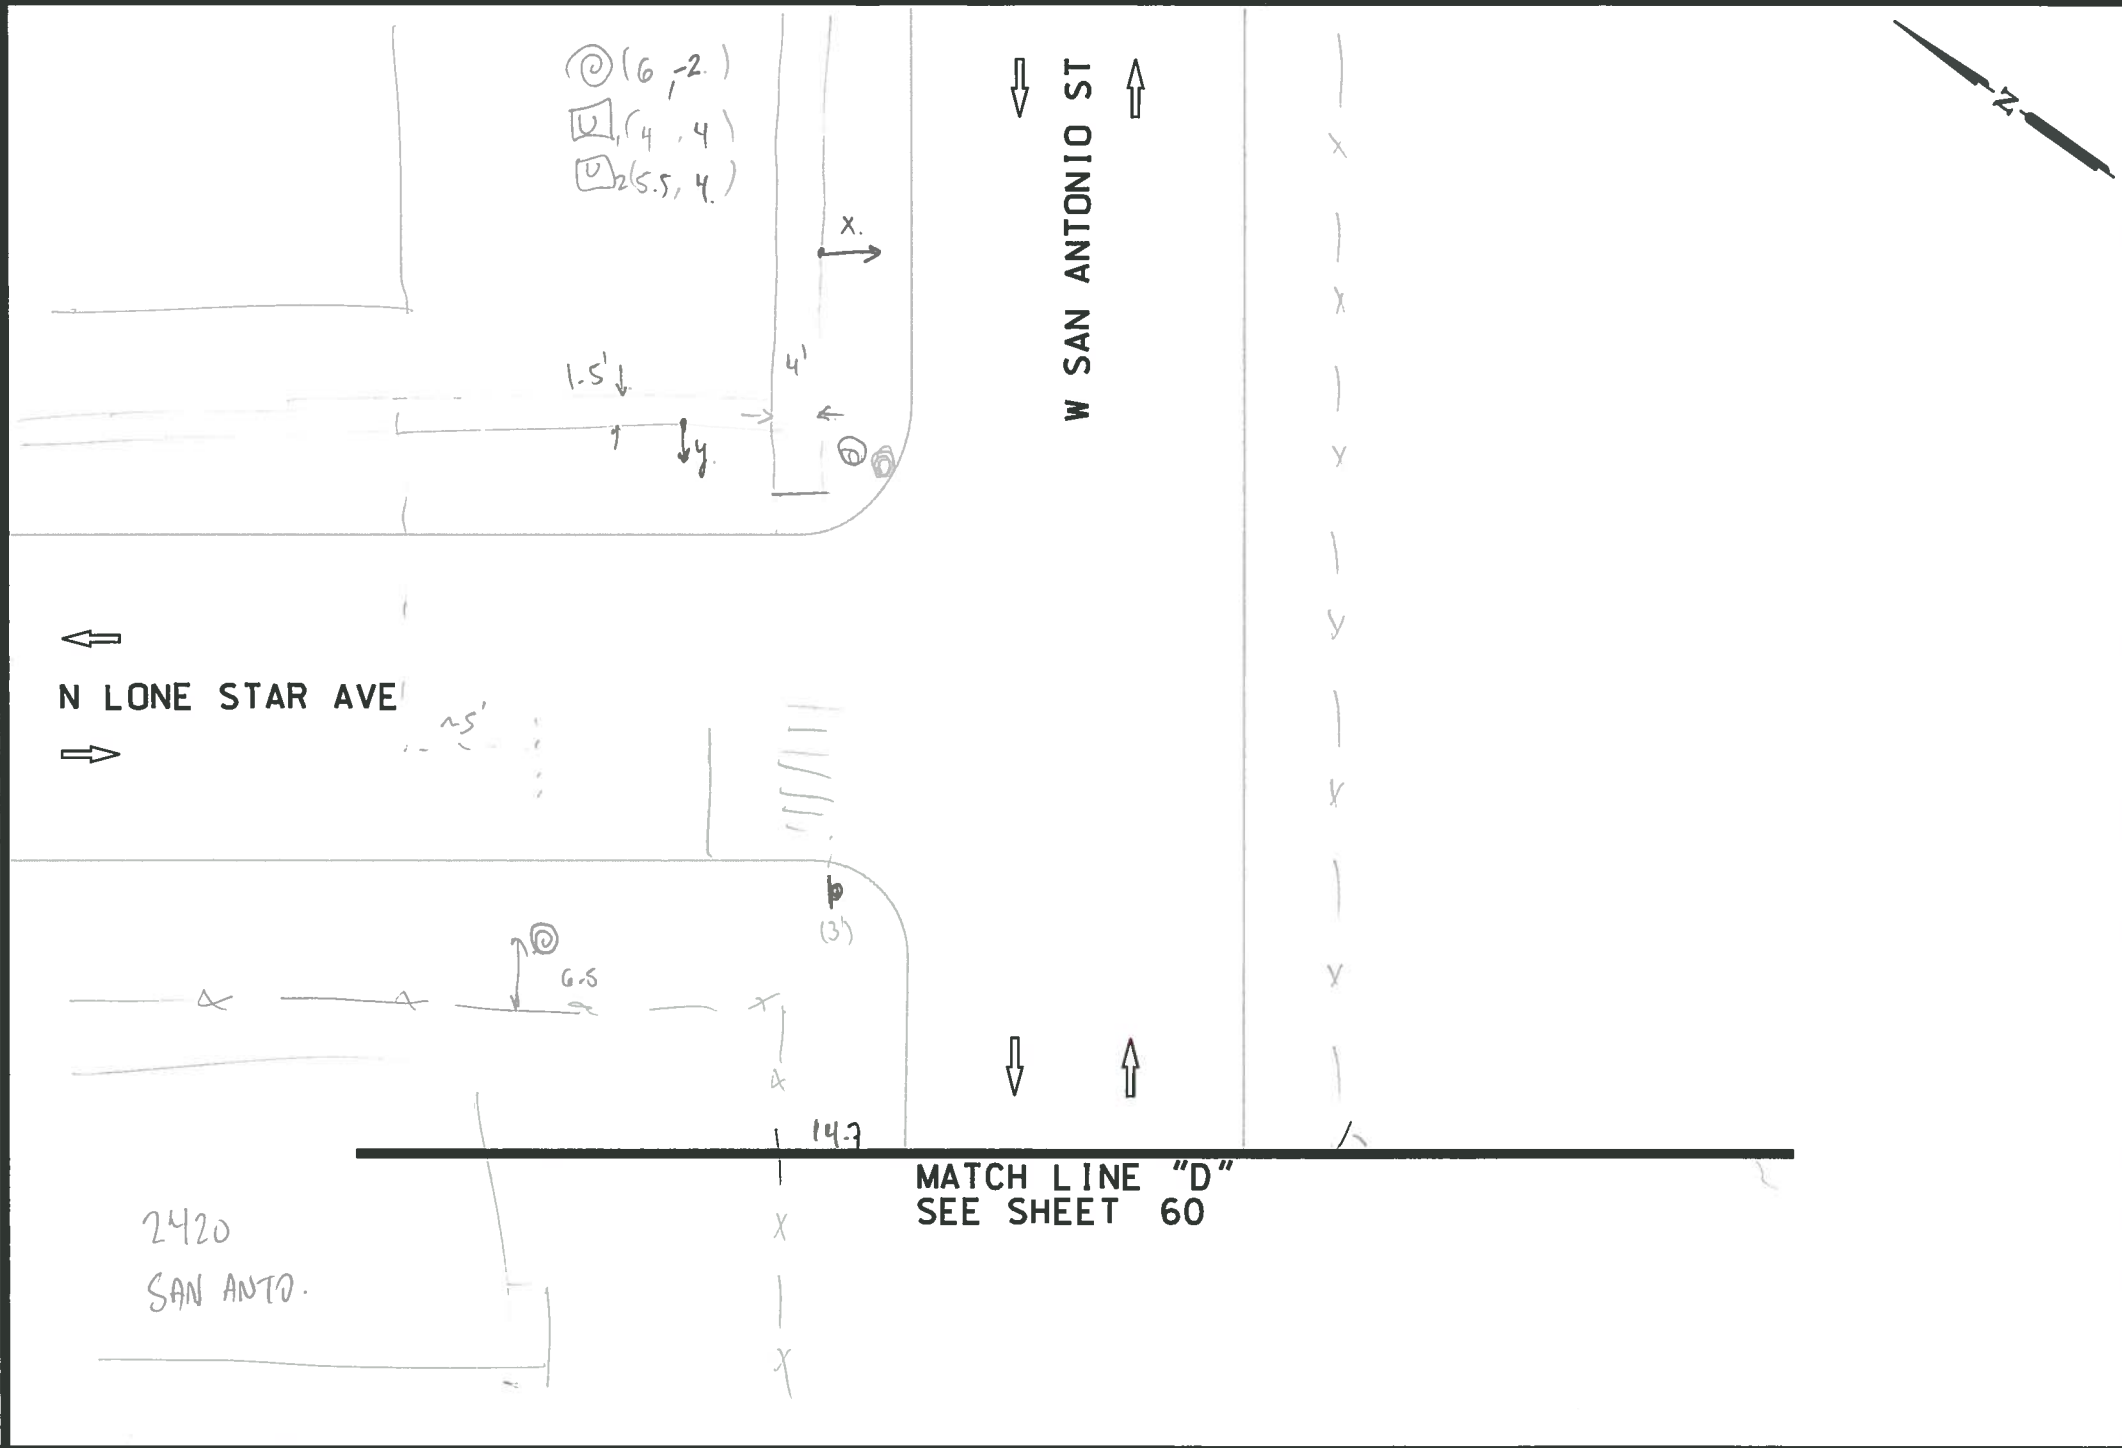 (6, -2.)
U 1 (4, 4)
U 2 (5.5, 4.)
W SAN ANTONIO ST
N
x.
4'
1.5'
y.
N LONE STAR AVE
~5'
(3')
6.5
14.7
MATCH LINE "D"
SEE SHEET 60
2420
SAN ANTO.